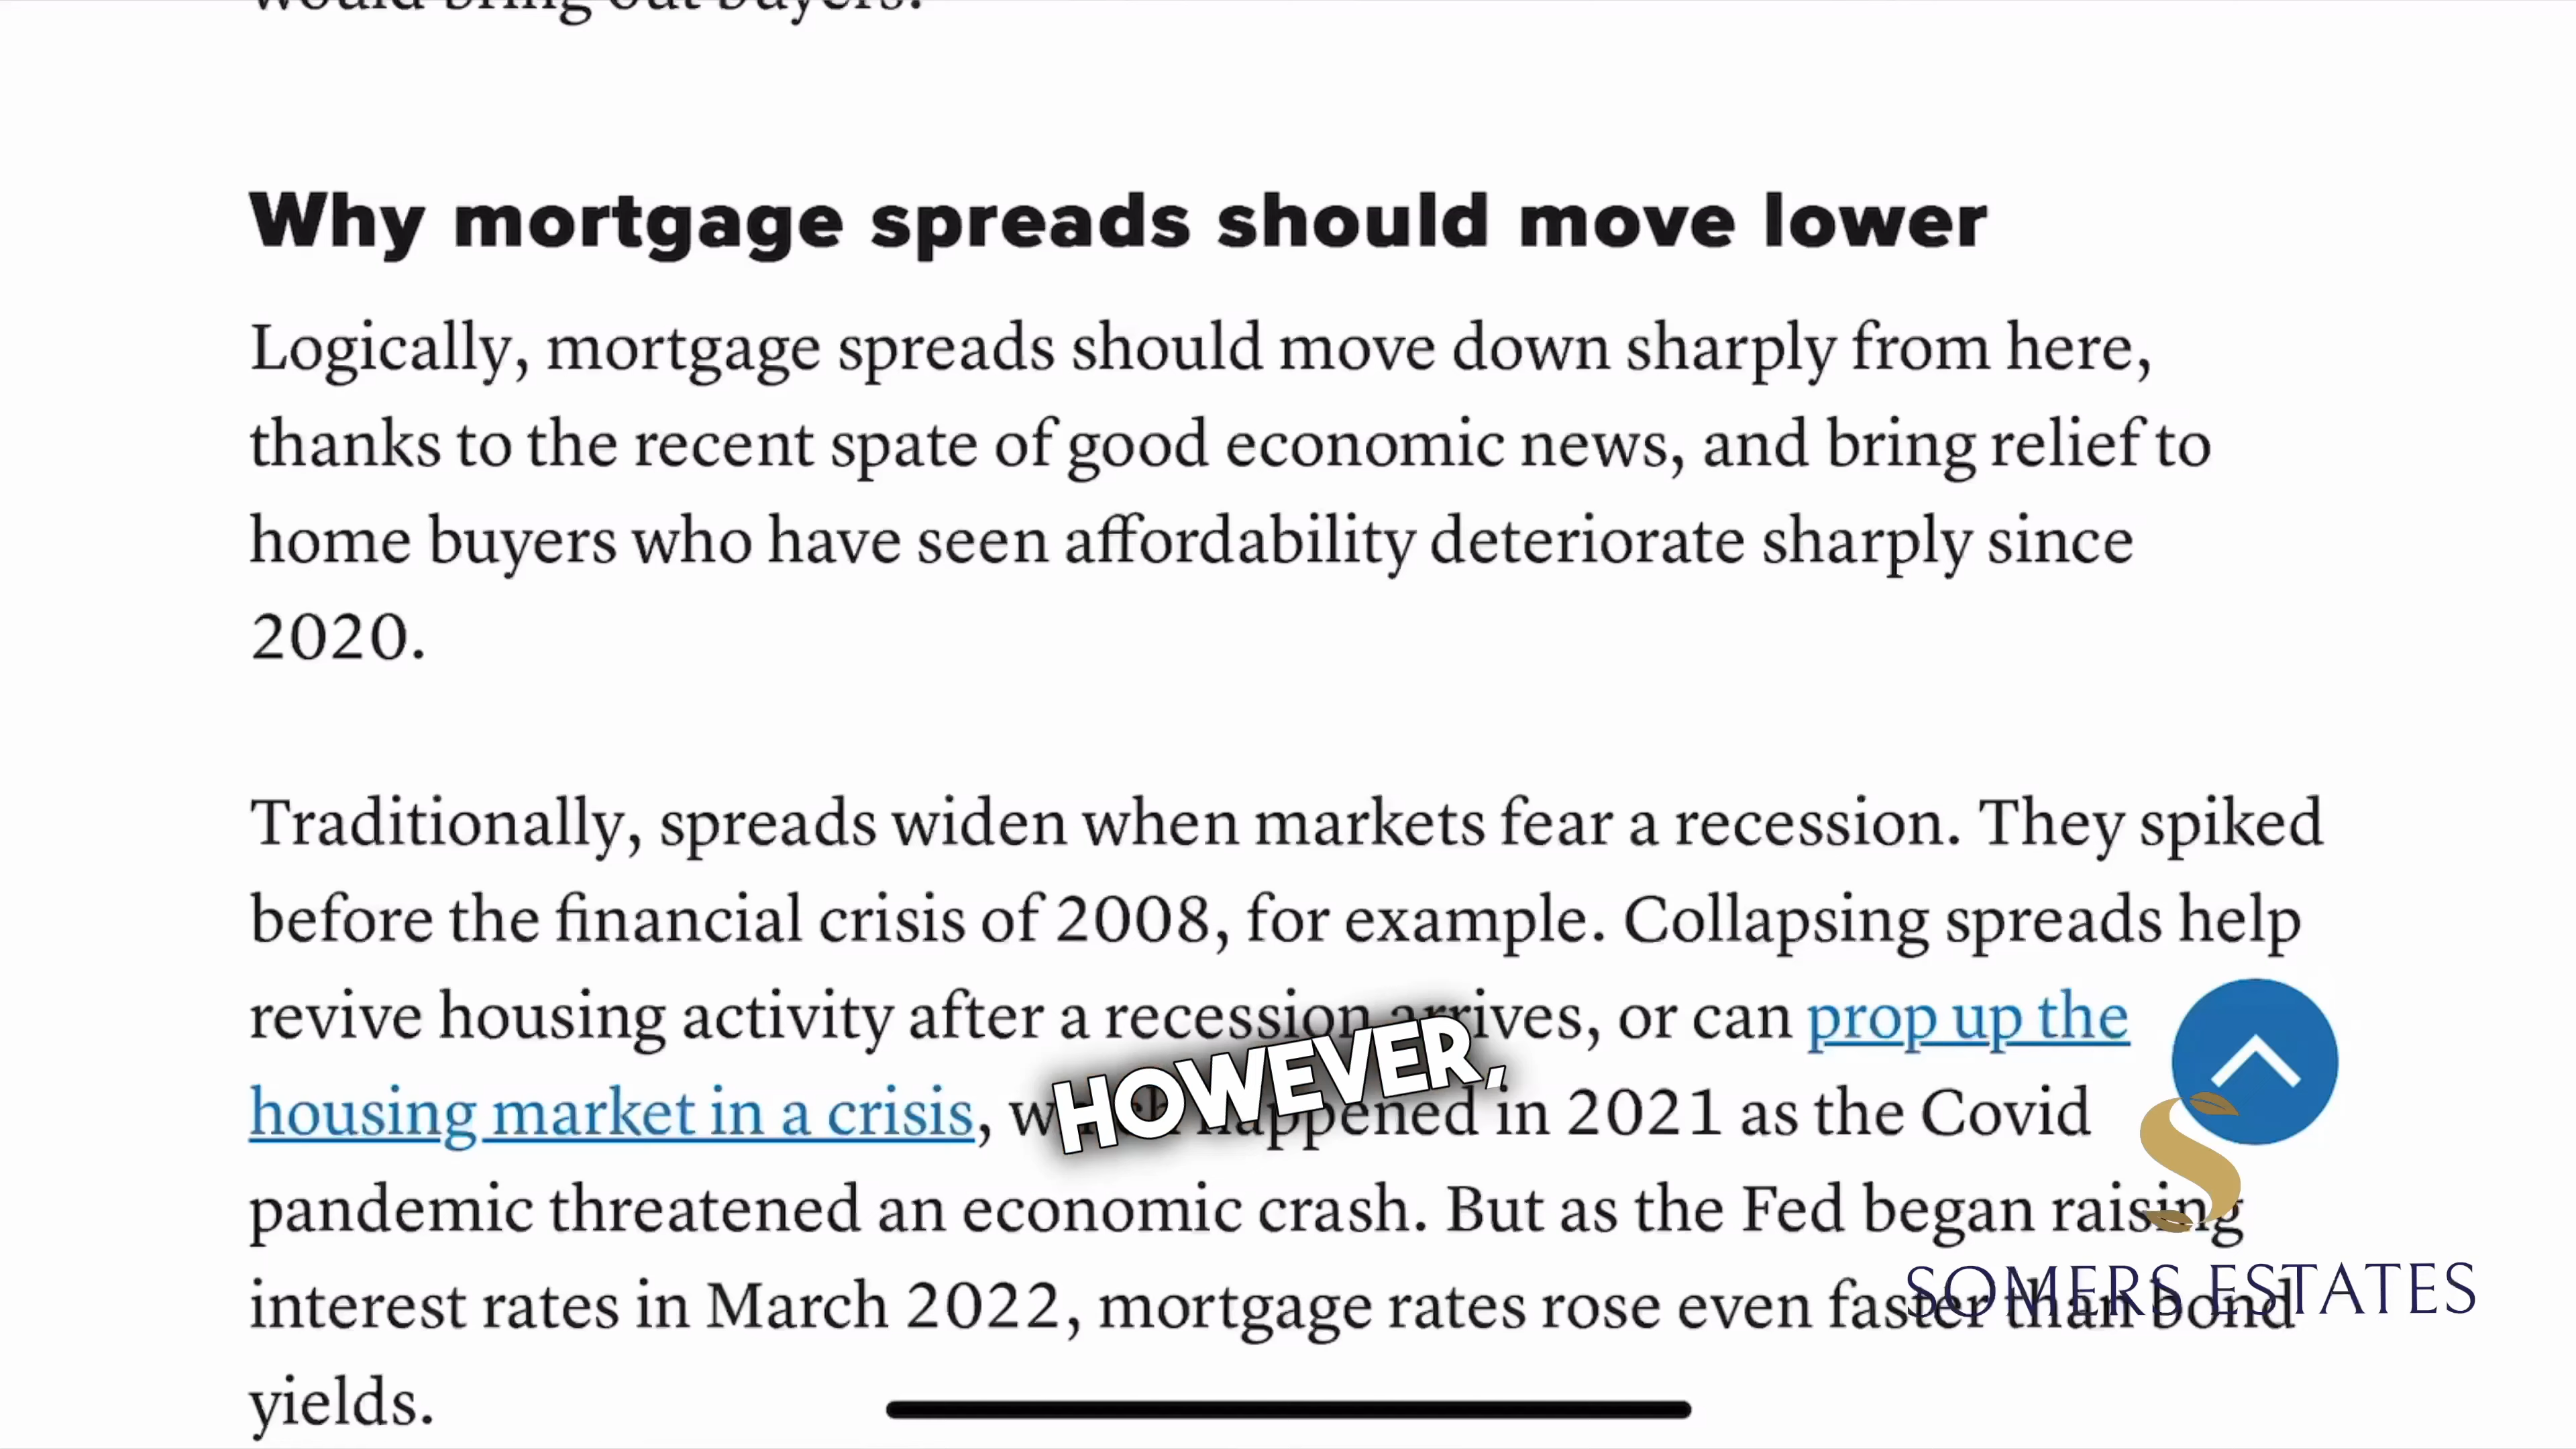 would bring out buyers.
Why mortgage spreads should move lower
Logically, mortgage spreads should move down sharply from here,
thanks to the recent spate of good economic news, and bring relief to
home buyers who have seen affordability deteriorate sharply since
2020.
Traditionally, spreads widen when markets fear a recession. They spiked
before the financial crisis of 2008, for example. Collapsing spreads help
revive housing activity after a recession arrives, or can prop up the
housing market in a crisis, which happened in 2021 as the Covid
HOWEVER,
pandemic threatened an economic crash. But as the Fed began raising
interest rates in March 2022, mortgage rates rose even faster than bond
SOMERS ESTATES
yields.